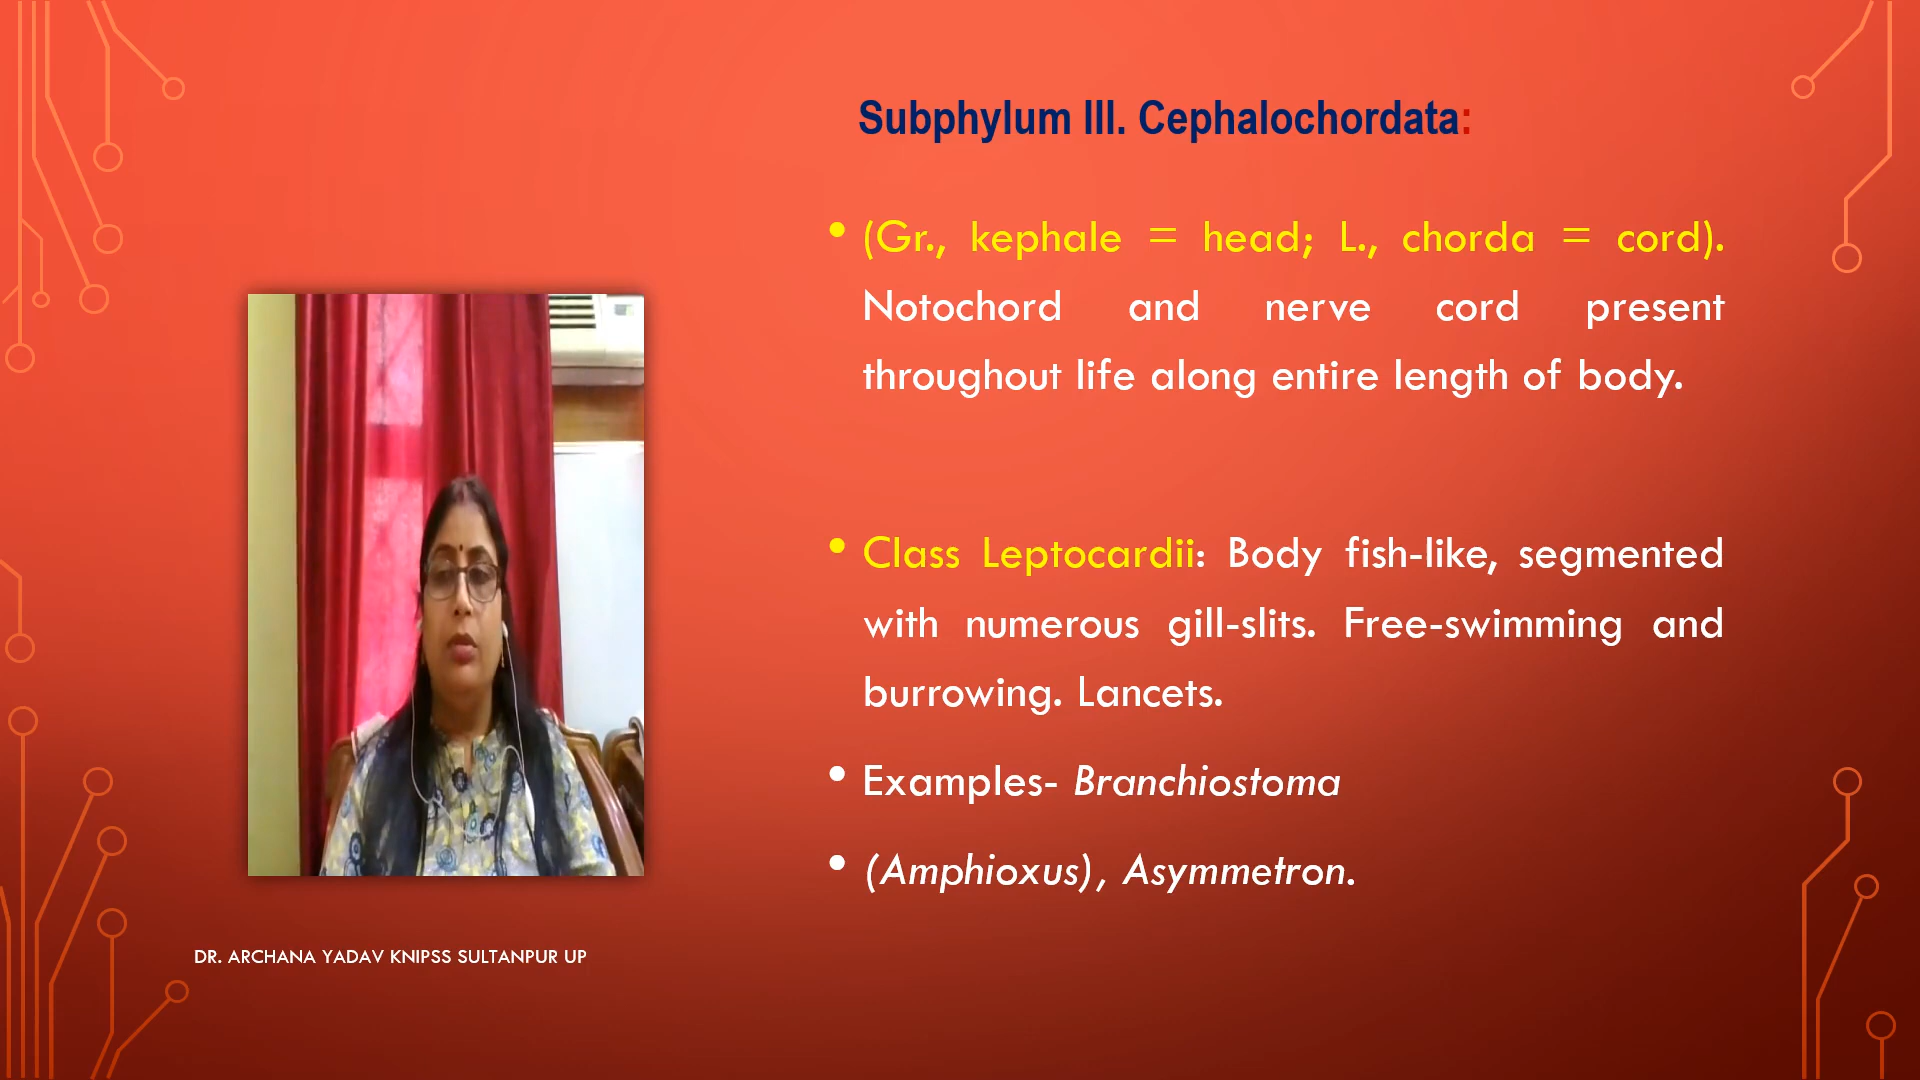 Subphylum III. Cephalochordata:
• (Gr., kephale = head; L., chorda = cord).
Notochord and nerve cord present
throughout life along entire length of body.
• Class Leptocardii: Body fish-like, segmented
with numerous gill-slits. Free-swimming and
burrowing. Lancets.
• Examples- Branchiostoma
• (Amphioxus), Asymmetron.
DR. ARCHANA YADAV KNIPSS SULTANPUR UP